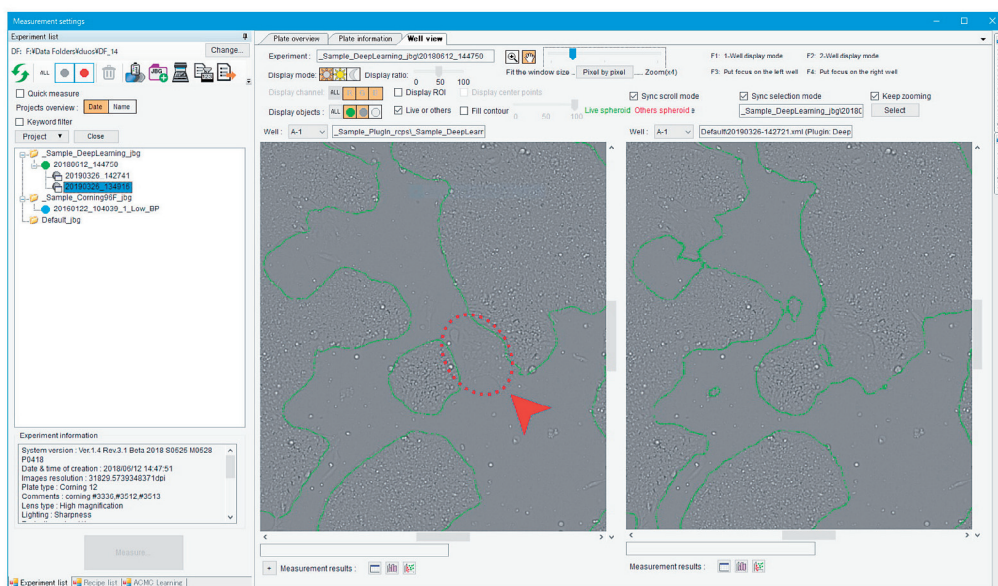 Measurement settings
Experiment list
DF: F:¥Data Folders¥duos¥DF_14
Change...
ALL
JBG
Quick measure
Projects overview : Date Name
Keyword filter
Project ▼ Close
_Sample_DeepLearning_jbg
20180612_144750
20190326_142741
20190326_134916
_Sample_Corning96F_jbg
20160122_104039_1_Low_BP
Default_jbg
Experiment information
System version : Ver.1.4 Rev.3.1 Beta 2018 S0626 M0528
P0418
Date & time of creation : 2018/06/12 14:47:51
Images resolution : 31829.5739348371dpi
Plate type : Corning 12
Comments : corning #3336,#3512,#3513
Lens type : High magnification
Lighting : Sharpness
Measure...
Experiment list Recipe list ACMG Learning
Plate overview Plate information Well view
Experiment : _Sample_DeepLearning_jbg\20180612_144750
Display mode: Display ratio: 0 50 100
Fit the window size .. Pixel by pixel ..... Zoom(x4)
F1: 1-Well display mode F2: 2-Well display mode
F3: Put focus on the left well F4: Put focus on the right well
Display channel: ALL Display ROI Display center points
Display objects : ALL Live or others Fill contour 0 50 100 Live spheroid Others spheroid
Sync scroll mode Sync selection mode Keep zooming
_Sample_DeepLearning_jbg\2018C Select
Well : A-1 _Sample_PlugIn_rcps\_Sample_DeepLearr
Well : A-1 Default\20190326-142721.xml (Plugin: Deep
+ Measurement results :
Measurement results :